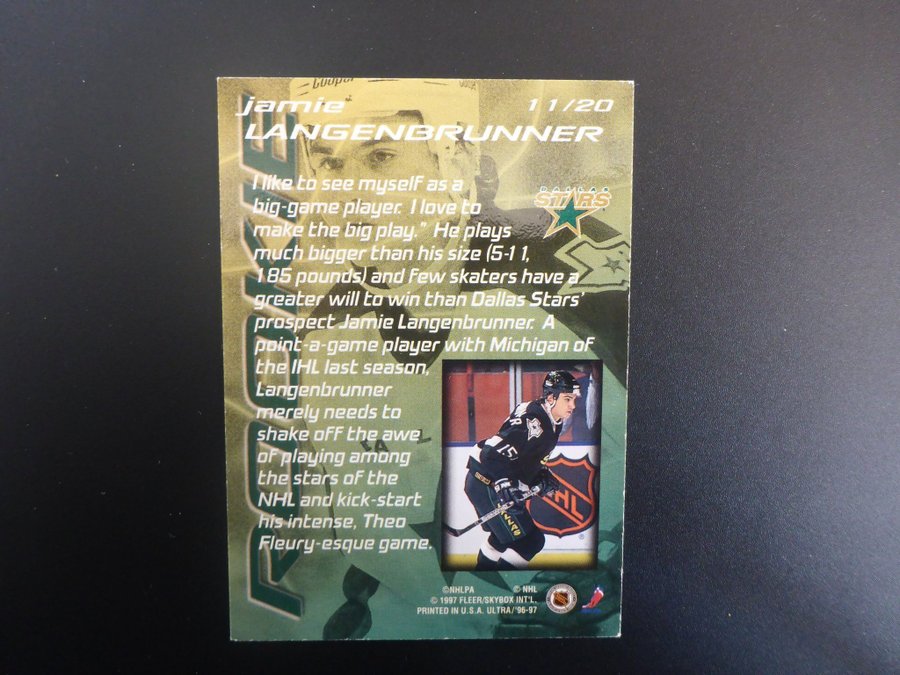 Cooper
jamie
11/20
LANGENBRUNNER
ROOKIE
I like to see myself as a
big-game player. I love to
make the big play." He plays
much bigger than his size (5-11,
185 pounds) and few skaters have a
greater will to win than Dallas Stars'
prospect Jamie Langenbrunner. A
point-a-game player with Michigan of
the IHL last season,
Langenbrunner
merely needs to
shake off the awe
of playing among
the stars of the
NHL and kick-start
his intense, Theo
Fleury-esque game.
DALLAS
STARS
15
NHL
©NHLPA © NHL
© 1997 FLEER/SKYBOX INT'L.
PRINTED IN U.S.A. ULTRA/'96-97